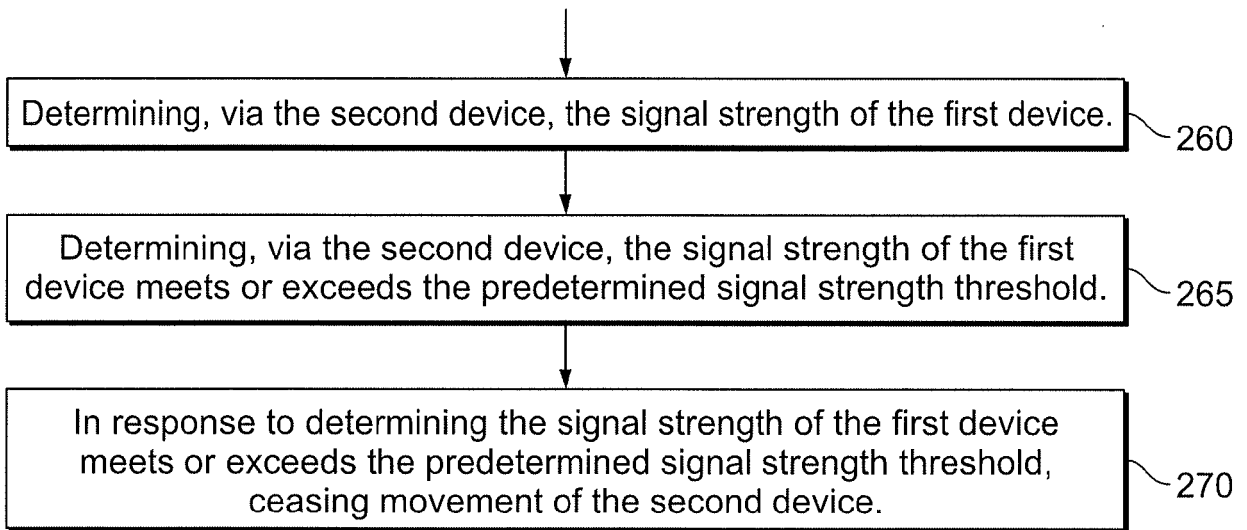 Determining, via the second device, the signal strength of the first device.
260
Determining, via the second device, the signal strength of the first
device meets or exceeds the predetermined signal strength threshold.
265
In response to determining the signal strength of the first device
meets or exceeds the predetermined signal strength threshold,
ceasing movement of the second device.
270